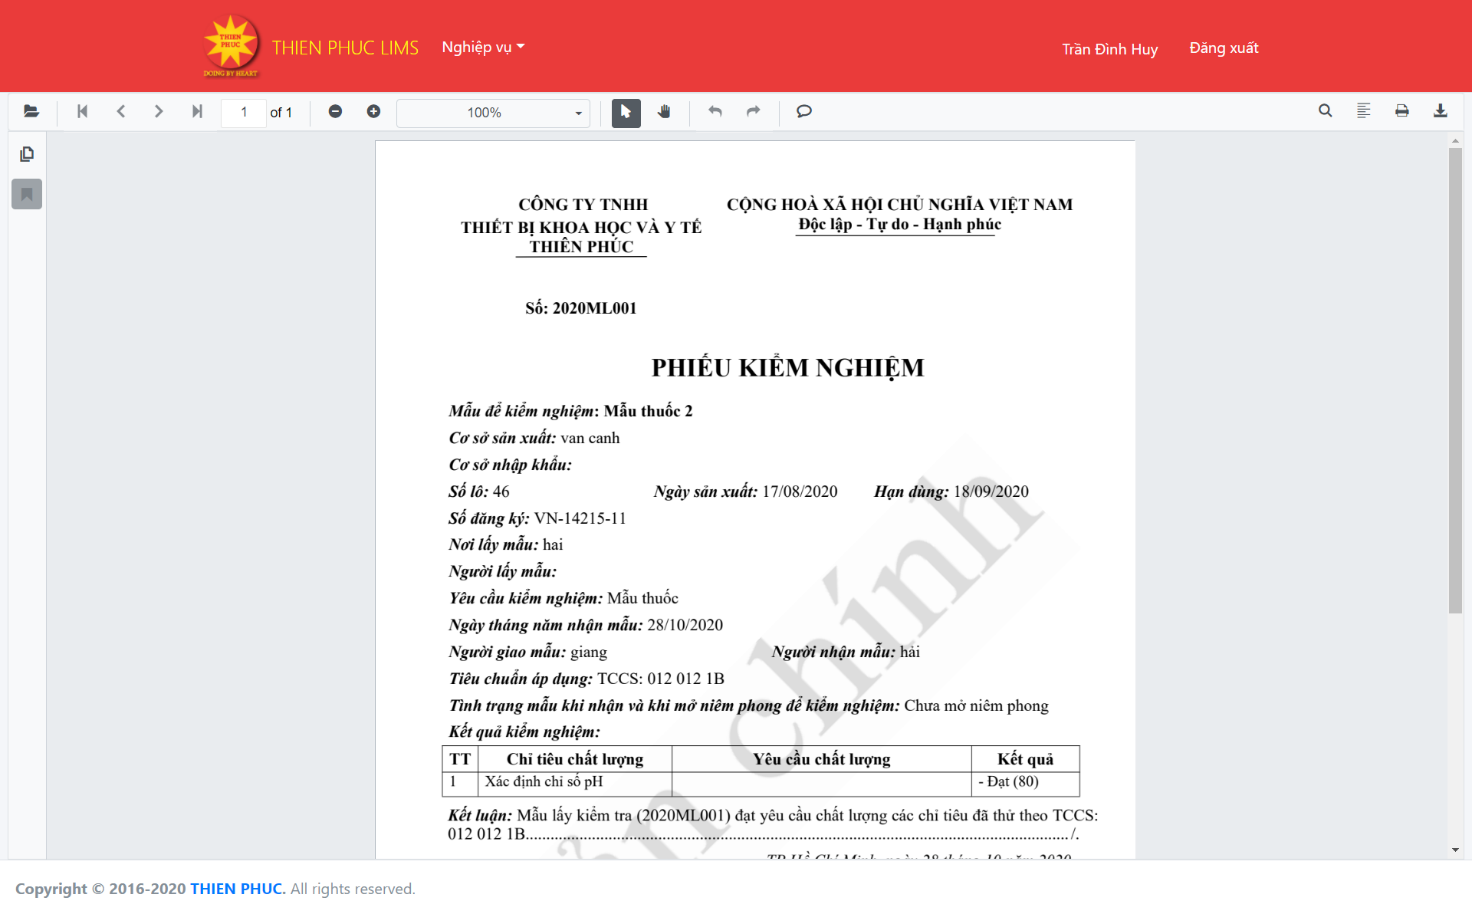 THIEN PHUC
DOING BY HEART
THIEN PHUC LIMS
Nghiệp vụ
Trần Đình Huy
Đăng xuất
1 of 1
100%
CÔNG TY TNHH
THIẾT BỊ KHOA HỌC VÀ Y TẾ
THIÊN PHÚC
CỘNG HOÀ XÃ HỘI CHỦ NGHĨA VIỆT NAM
Độc lập - Tự do - Hạnh phúc
Số: 2020ML001
PHIẾU KIỂM NGHIỆM
Mẫu để kiểm nghiệm: Mẫu thuốc 2
Cơ sở sản xuất: van canh
Cơ sở nhập khẩu:
Số lô: 46 Ngày sản xuất: 17/08/2020 Hạn dùng: 18/09/2020
Số đăng ký: VN-14215-11
Nơi lấy mẫu: hai
Người lấy mẫu:
Yêu cầu kiểm nghiệm: Mẫu thuốc
Ngày tháng năm nhận mẫu: 28/10/2020
Người giao mẫu: giang Người nhận mẫu: hải
Tiêu chuẩn áp dụng: TCCS: 012 012 1B
Tình trạng mẫu khi nhận và khi mở niêm phong để kiểm nghiệm: Chưa mở niêm phong
Kết quả kiểm nghiệm:
TT Chỉ tiêu chất lượng Yêu cầu chất lượng Kết quả
1 Xác định chỉ số pH - Đạt (80)
Kết luận: Mẫu lấy kiểm tra (2020ML001) đạt yêu cầu chất lượng các chỉ tiêu đã thử theo TCCS:
012 012 1B............................................................................................................................/.
TP Hồ Chí Minh, ngày 28 tháng 10 năm 2020
chính
Copyright © 2016-2020 THIEN PHUC. All rights reserved.